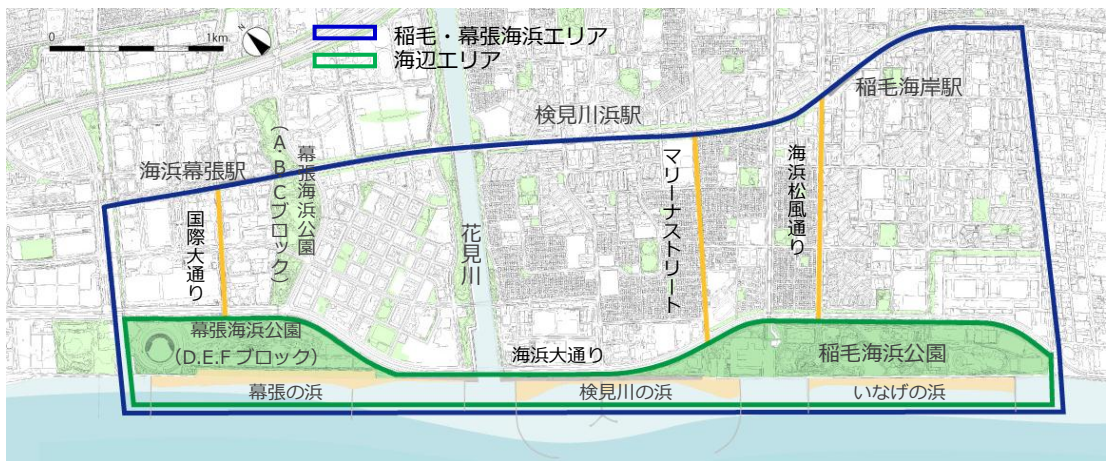 0
1km
稲毛・幕張海浜エリア
海辺エリア
稲毛海岸駅
検見川浜駅
海浜幕張駅
幕張海浜公園
(ABCブロック)
国際大通り
花見川
マリーナストリート
海浜松風通り
幕張海浜公園
(D.E.Fブロック)
海浜大通り
稲毛海浜公園
幕張の浜
検見川の浜
いなげの浜